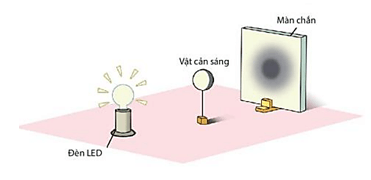 Màn chắn
Vật cản sáng
Đèn LED